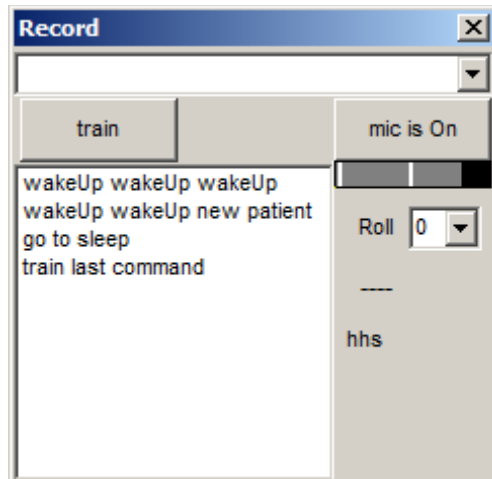 Record
train
mic is On
wakeUp wakeUp wakeUp
wakeUp wakeUp new patient
go to sleep
train last command
Roll 0
----
hhs